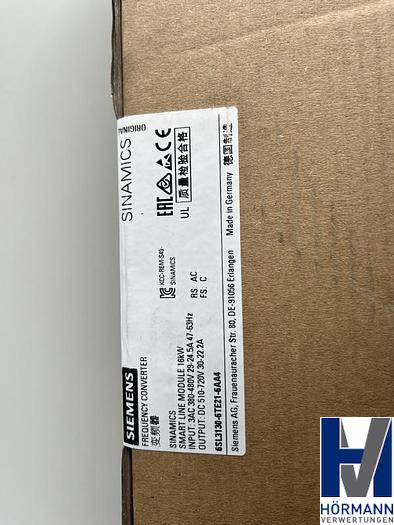 SIEMENS
FREQUENCY CONVERTER
变频器
SINAMICS
SMART LINE MODULE 16kW
INPUT: 3AC 380-480V 29-24.5A 47-63Hz
OUTPUT: DC 510-720V 30-22.2A
6SL3130-6TE21-6AA4
Siemens AG, Frauenauracher Str. 80, DE-91056 Erlangen
KCC-REM-S49-
SINAMICS
RS AC
FS: C
SINAMICS
ORIGINAL
EAC CE
UL 质量检验合格
Made in Germany 德国制造
HÖRMANN
VERWERTUNGEN